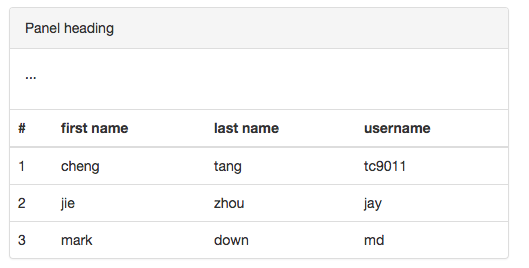 Panel heading
...
# first name last name username
1 cheng tang tc9011
2 jie zhou jay
3 mark down md